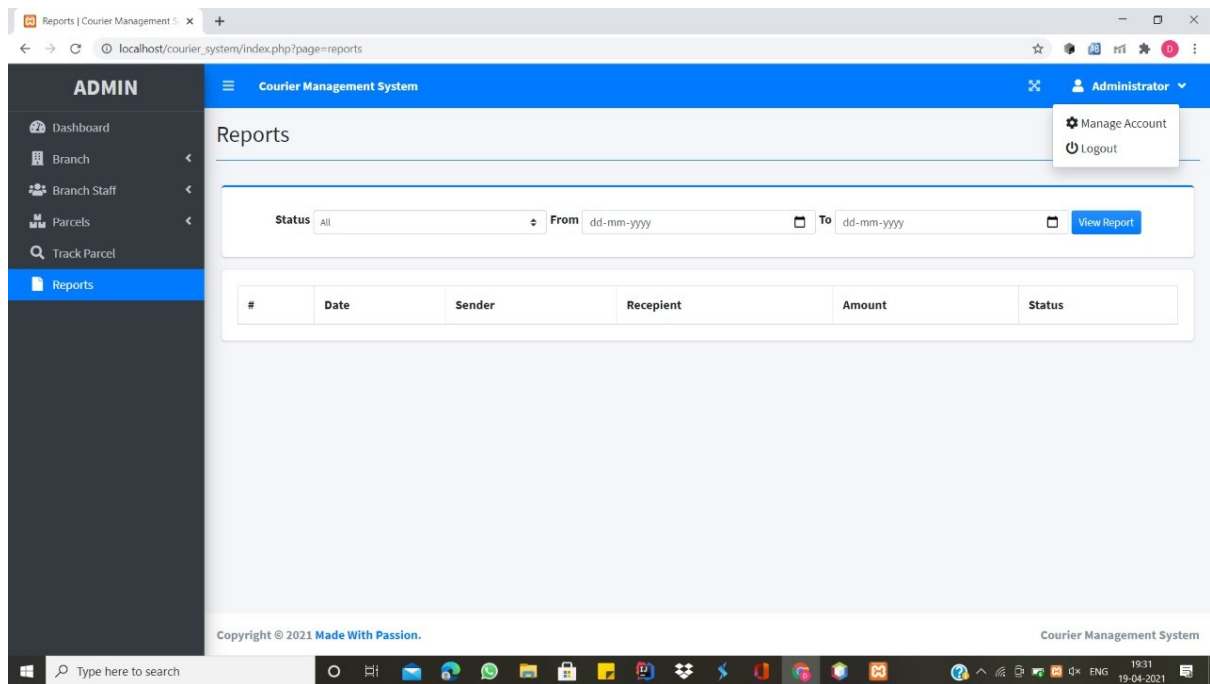 Reports | Courier Management S
localhost/courier_system/index.php?page=reports
D
ADMIN
Courier Management System
Administrator
Dashboard
Branch
Branch Staff
Parcels
Track Parcel
Reports
Reports
Manage Account
Logout
Status All From dd-mm-yyyy To dd-mm-yyyy View Report
# Date Sender Recepient Amount Status
Copyright © 2021 Made With Passion.
Courier Management System
Type here to search
ENG
19:31
19-04-2021